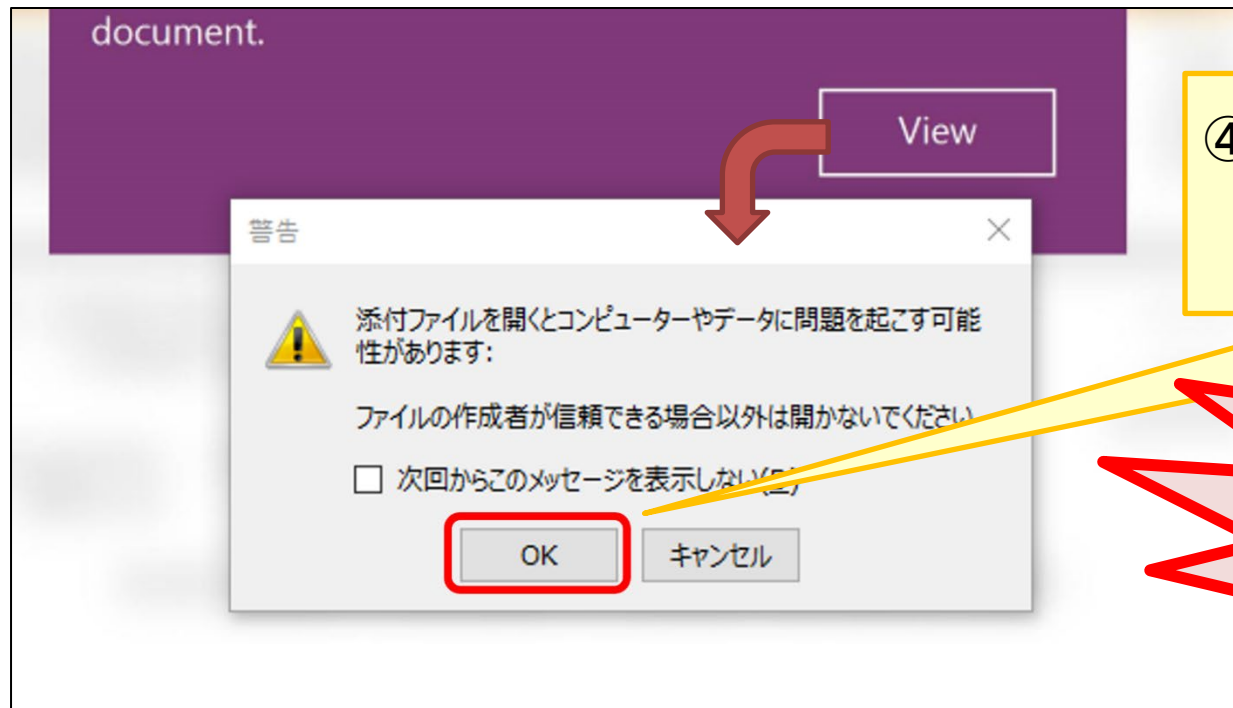 document.
View
④
警告
添付ファイルを開くとコンピューターやデータに問題を起こす可能
性があります:
ファイルの作成者が信頼できる場合以外は開かないでください
次回からこのメッセージを表示しない
OK
キャンセル